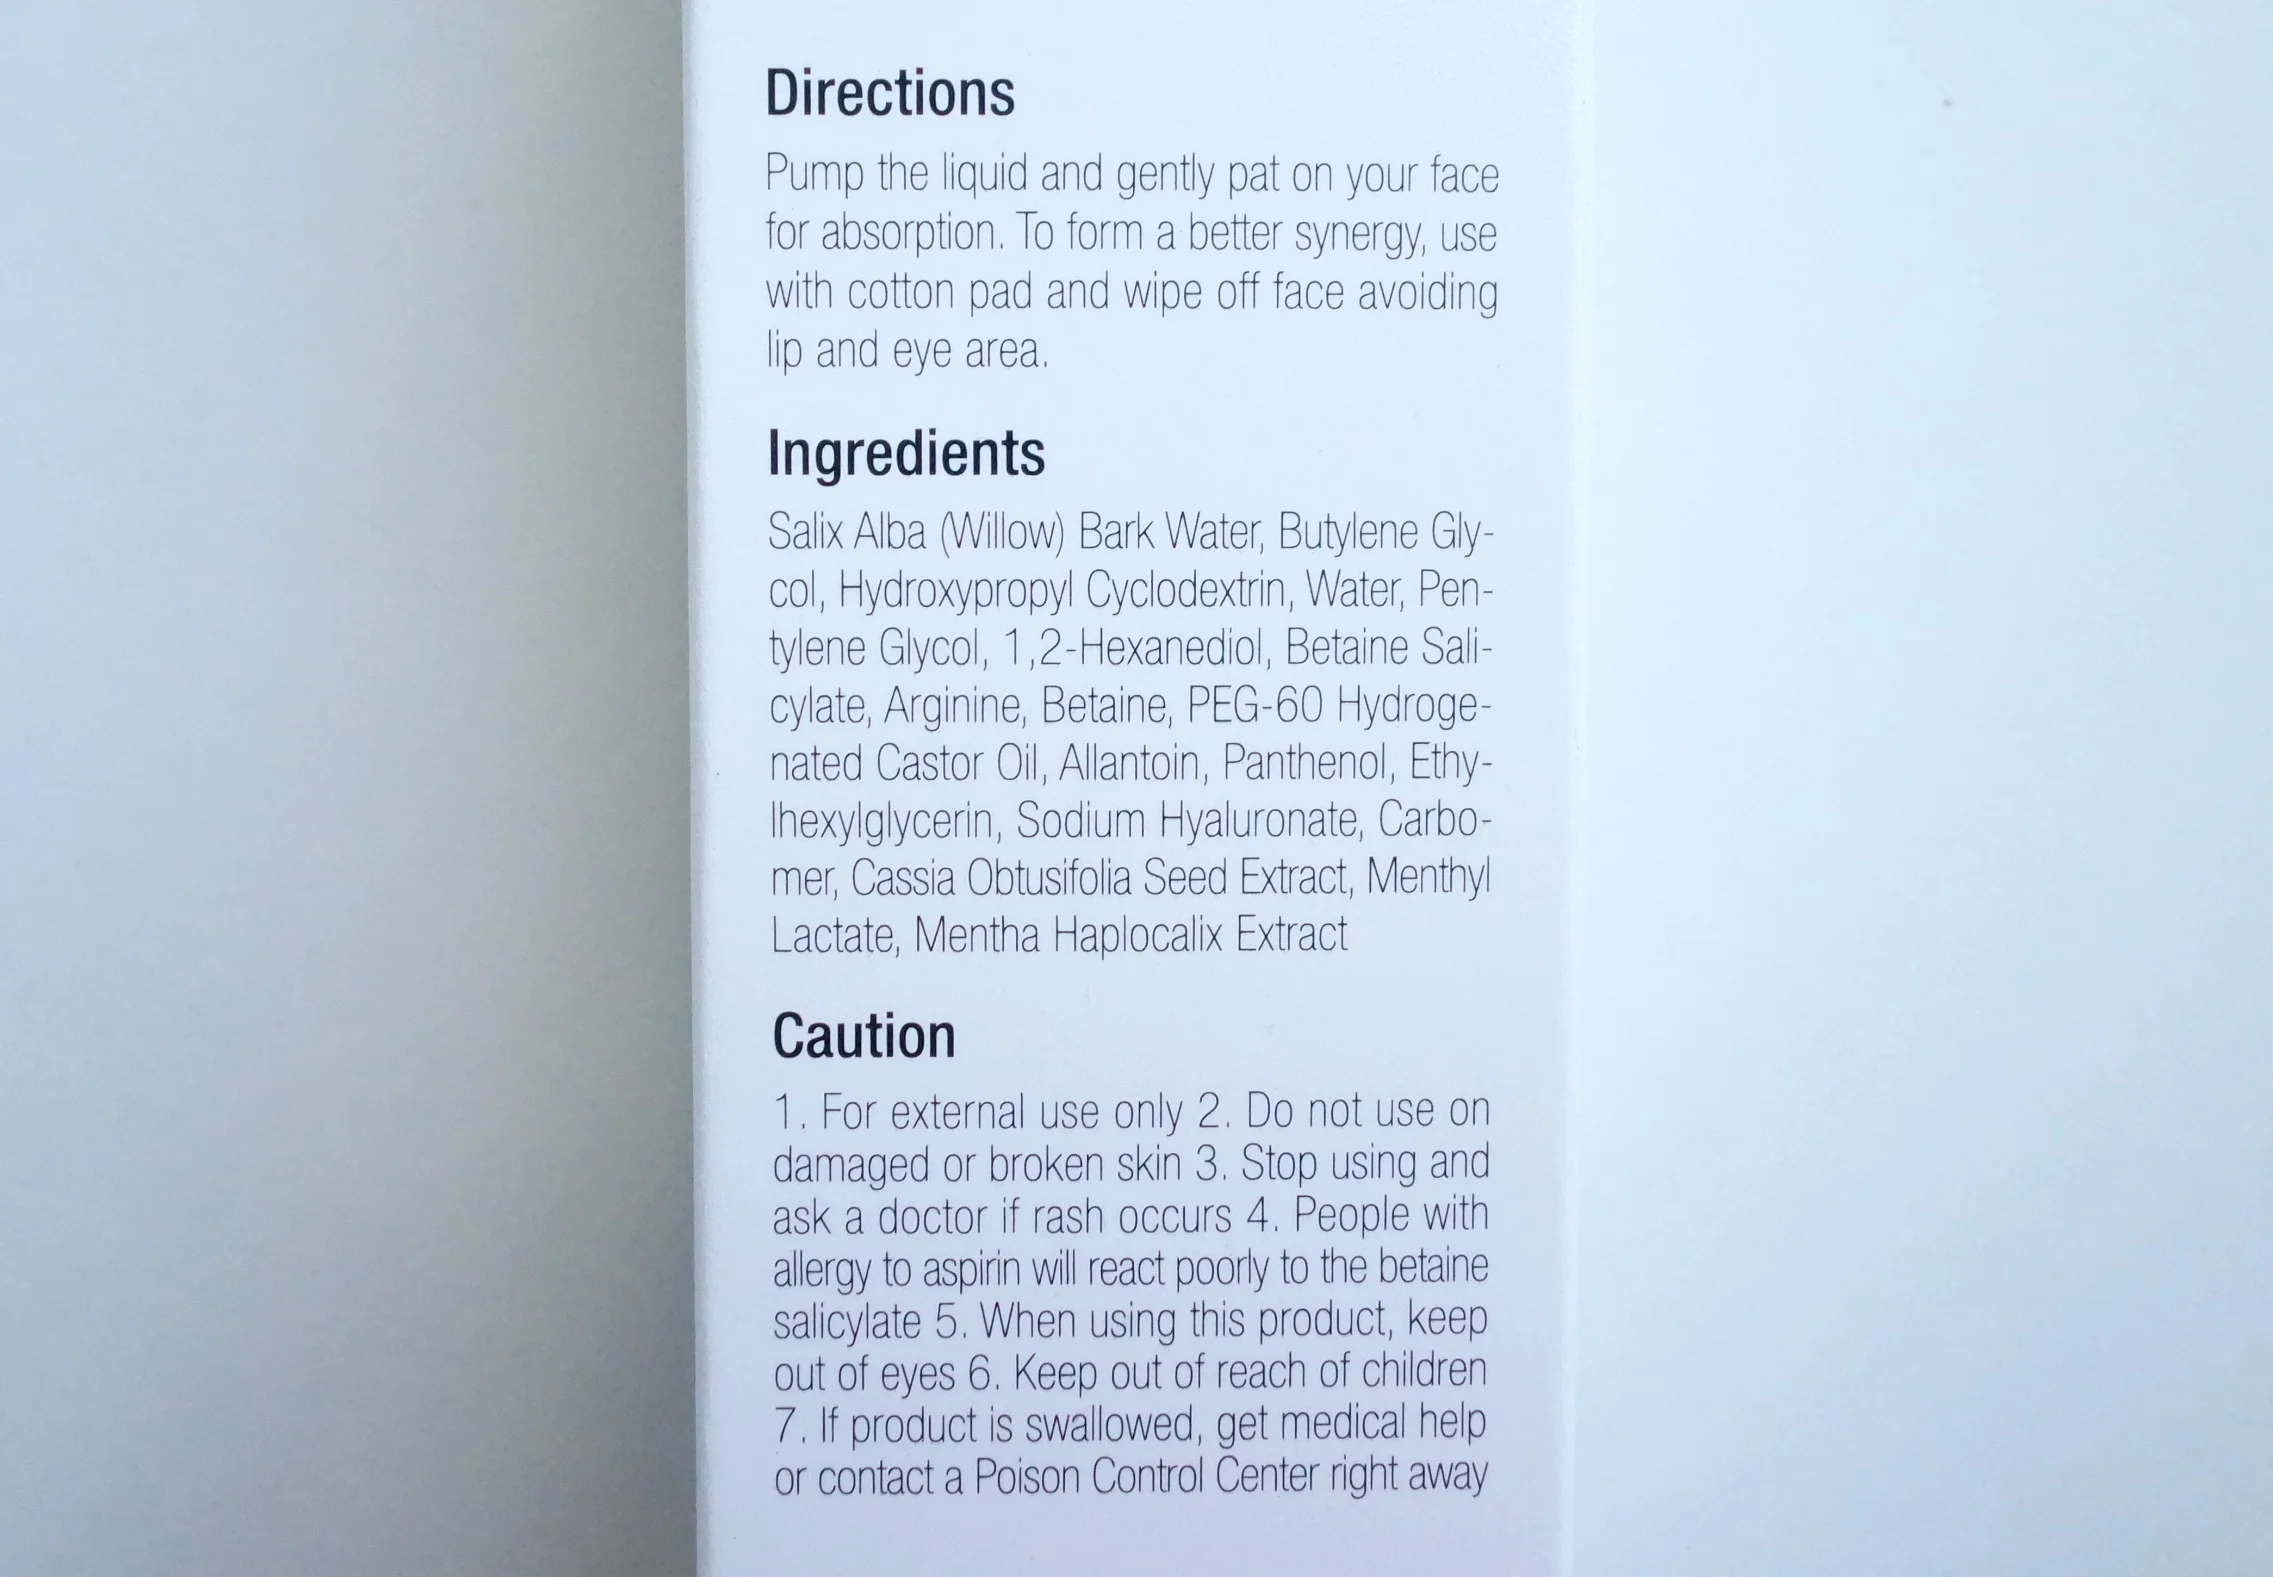 Directions
Pump the liquid and gently pat on your face
for absorption. To form a better synergy, use
with cotton pad and wipe off face avoiding
lip and eye area.
Ingredients
Salix Alba (Willow) Bark Water, Butylene Gly-
col, Hydroxypropyl Cyclodextrin, Water, Pen-
tylene Glycol, 1,2-Hexanediol, Betaine Sali-
cylate, Arginine, Betaine, PEG-60 Hydroge-
nated Castor Oil, Allantoin, Panthenol, Ethy-
lhexylglycerin, Sodium Hyaluronate, Carbo-
mer, Cassia Obtusifolia Seed Extract, Menthyl
Lactate, Mentha Haplocalix Extract
Caution
1. For external use only 2. Do not use on
damaged or broken skin 3. Stop using and
ask a doctor if rash occurs 4. People with
allergy to aspirin will react poorly to the betaine
salicylate 5. When using this product, keep
out of eyes 6. Keep out of reach of children
7. If product is swallowed, get medical help
or contact a Poison Control Center right away